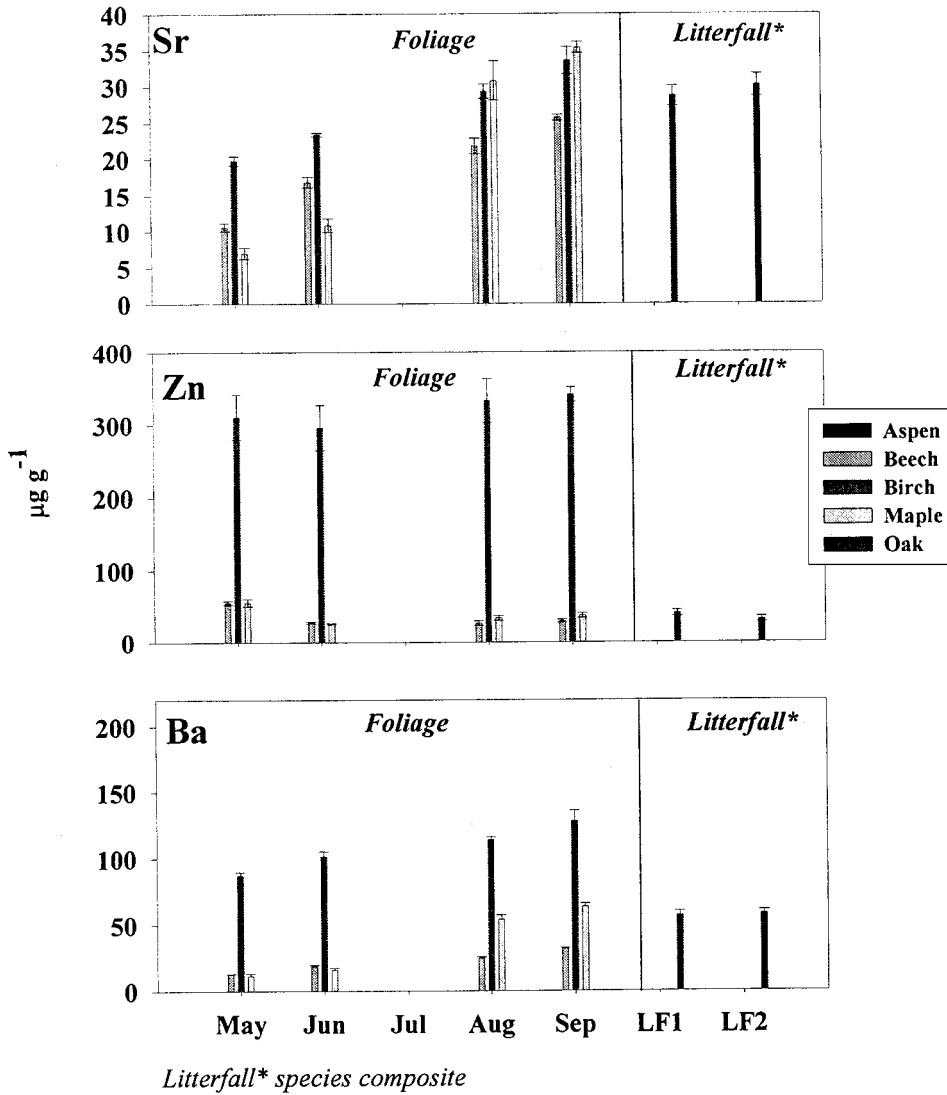 Sr
Foliage
Litterfall*
40
35
30
25
20
15
10
5
0
Zn
Foliage
Litterfall*
400
300
200
100
0
µg g⁻¹
Aspen
Beech
Birch
Maple
Oak
Ba
Foliage
Litterfall*
200
150
100
50
0
May Jun Jul Aug Sep LF1 LF2
Litterfall* species composite